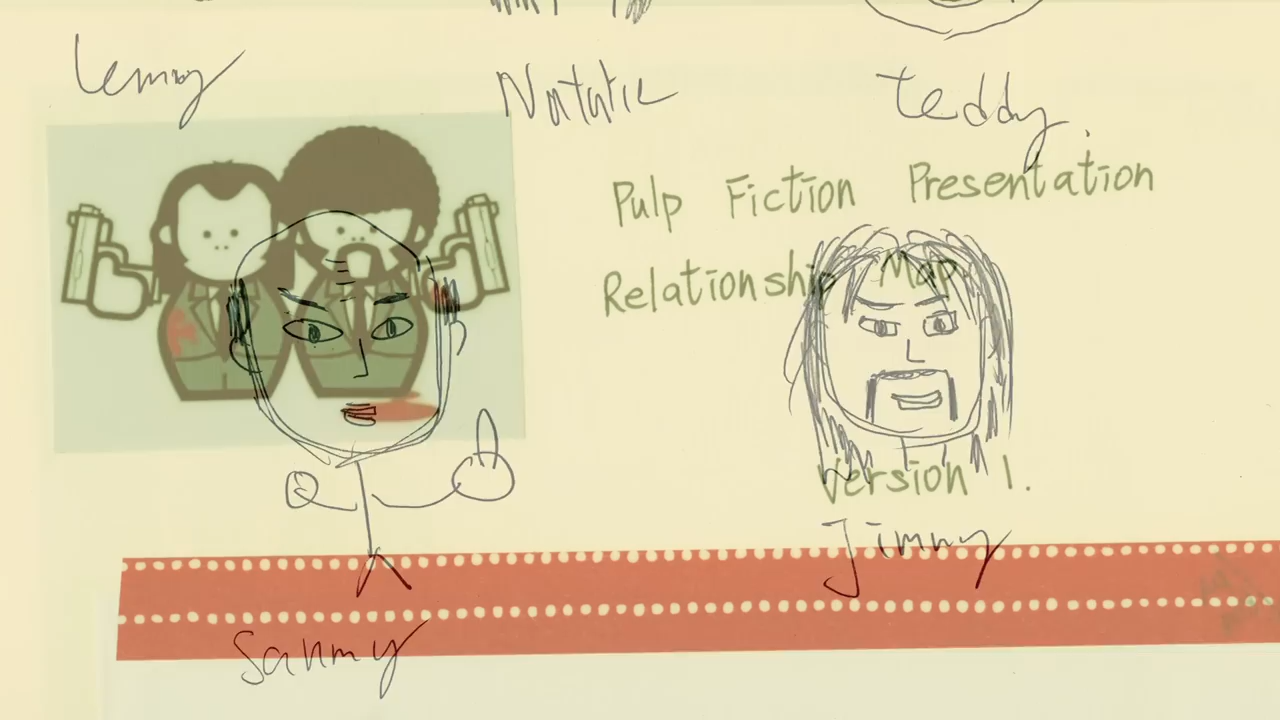 Lenny
Natalie
Teddy
Pulp Fiction Presentation
Relationship Map
Version 1.
Jimmy
Sammy